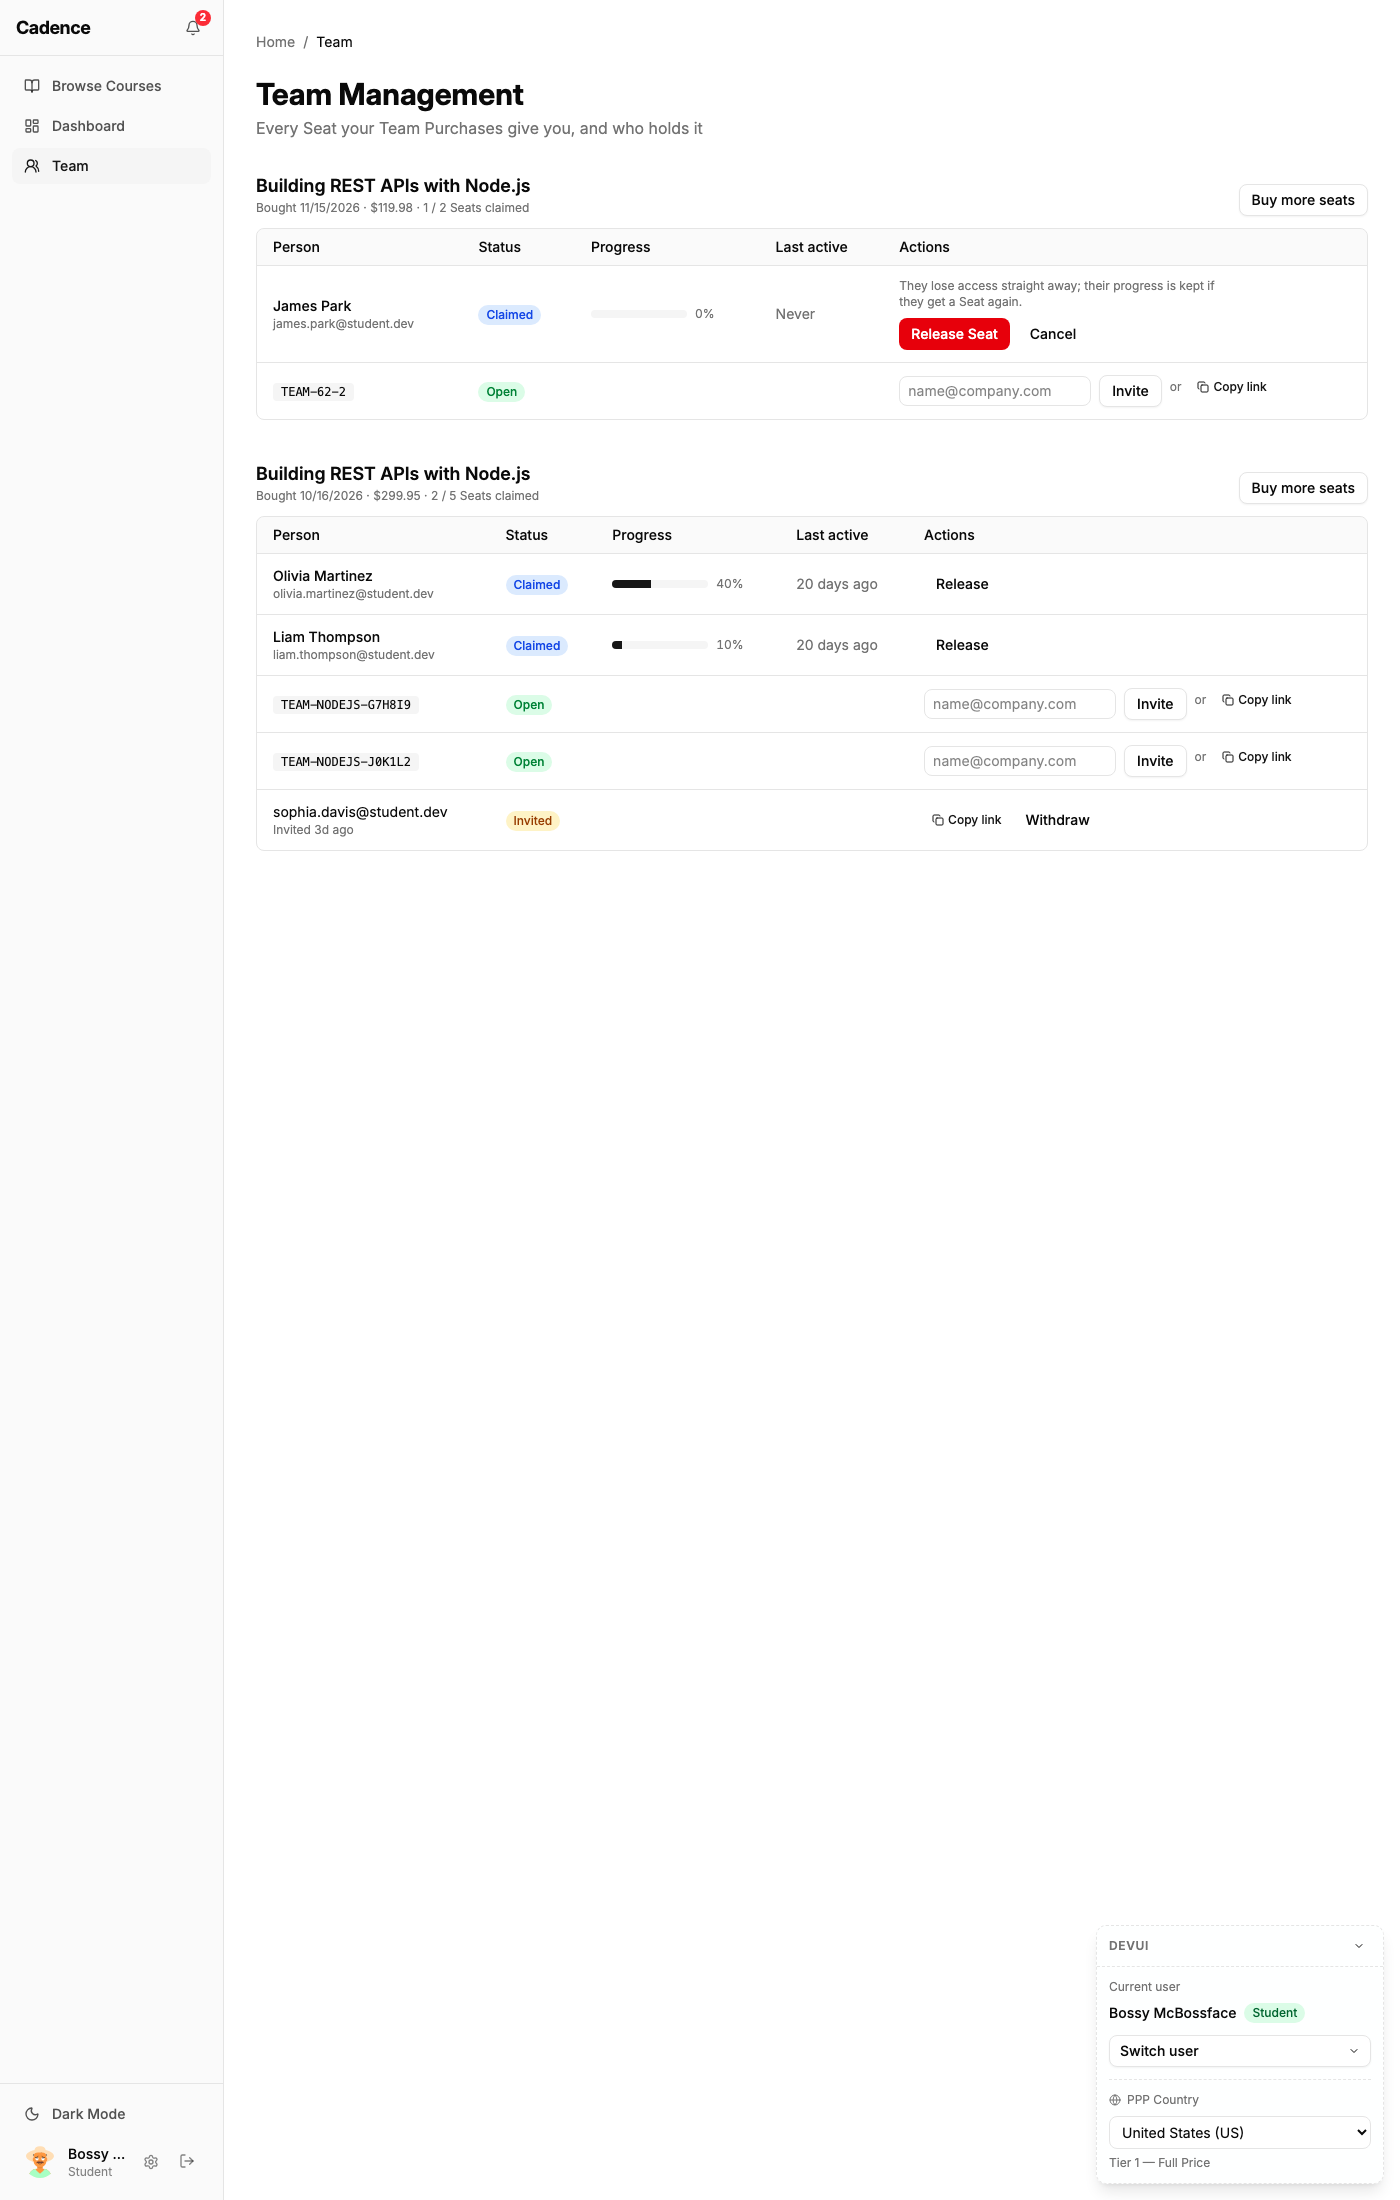 Cadence
2
Browse Courses
Dashboard
Team
Home / Team
Team Management
Every Seat your Team Purchases give you, and who holds it
Building REST APIs with Node.js
Bought 11/15/2026 · $119.98 · 1 / 2 Seats claimed
Buy more seats
Person Status Progress Last active Actions
James Park
james.park@student.dev
Claimed
0%
Never
They lose access straight away; their progress is kept if
they get a Seat again.
Release Seat Cancel
TEAM-62-2 Open name@company.com Invite or Copy link
Building REST APIs with Node.js
Bought 10/16/2026 · $299.95 · 2 / 5 Seats claimed
Buy more seats
Person Status Progress Last active Actions
Olivia Martinez
olivia.martinez@student.dev
Claimed 40% 20 days ago Release
Liam Thompson
liam.thompson@student.dev
Claimed 10% 20 days ago Release
TEAM-NODEJS-G7H8I9 Open name@company.com Invite or Copy link
TEAM-NODEJS-J0K1L2 Open name@company.com Invite or Copy link
sophia.davis@student.dev
Invited 3d ago
Invited Copy link Withdraw
DEVUI
Current user
Bossy McBossface Student
Switch user
PPP Country
United States (US)
Tier 1 — Full Price
Dark Mode
Bossy ...
Student